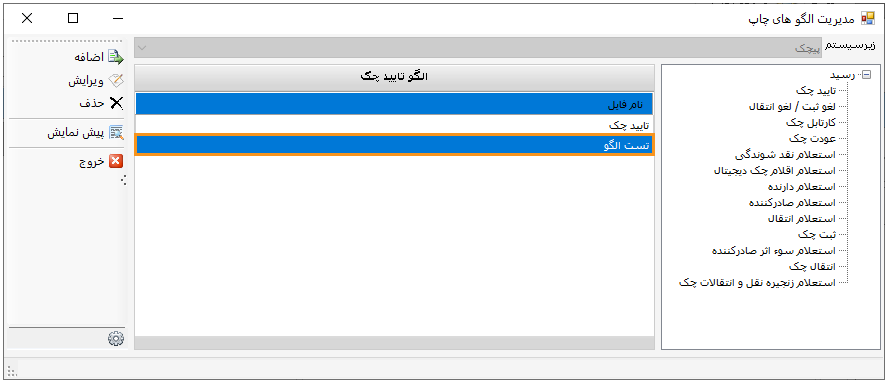 مدیریت الگو های چاپ
زیرسیستم
پیچک
رسید
تایید چک
لغو ثبت / لغو انتقال
کارتابل چک
عودت چک
استعلام نقد شوندگی
استعلام اقلام چک دیجیتال
استعلام دارنده
استعلام صادرکننده
استعلام انتقال
ثبت چک
استعلام سوء اثر صادرکننده
انتقال چک
استعلام زنجیره نقل و انتقالات چک
الگو تایید چک
نام فایل
تایید چک
تست الگو
اضافه
ویرایش
حذف
پیش نمایش
خروج